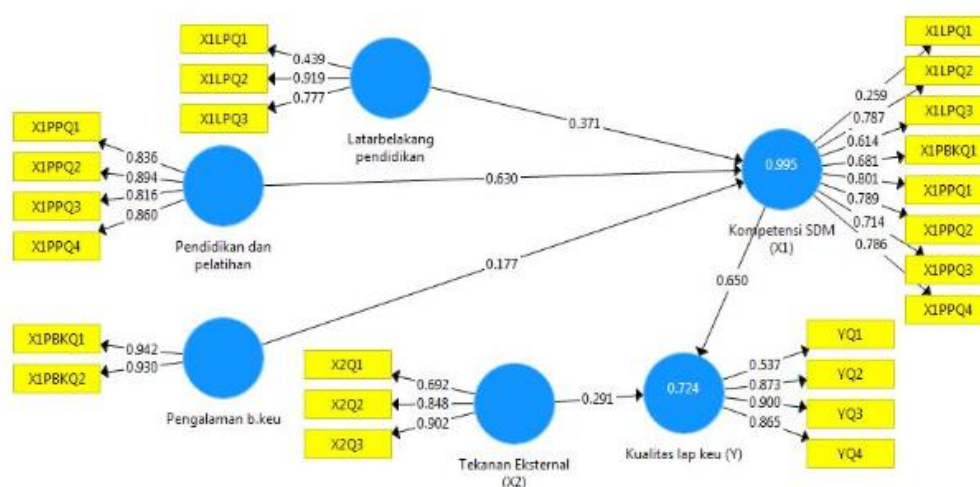 X1LPQ1
X1LPQ2
X1LPQ3
0.439
0.919
0.777
Latarbelakang
pendidikan
X1PPQ1
X1PPQ2
X1PPQ3
X1PPQ4
0.836
0.894
0.816
0.860
Pendidikan dan
pelatihan
X1PBKQ1
X1PBKQ2
0.942
0.930
Pengalaman b.keu
0.371
0.630
0.177
0.995
Kompetensi SDM
(X1)
0.259
0.787
0.614
0.681
0.801
0.789
0.714
0.786
X1LPQ1
X1LPQ2
X1LPQ3
X1PBKQ1
X1PPQ1
X1PPQ2
X1PPQ3
X1PPQ4
0.650
X2Q1
X2Q2
X2Q3
0.692
0.848
0.902
Tekanan Eksternal
(X2)
0.291
0.724
Kualitas lap keu (Y)
0.537
0.873
0.900
0.865
YQ1
YQ2
YQ3
YQ4